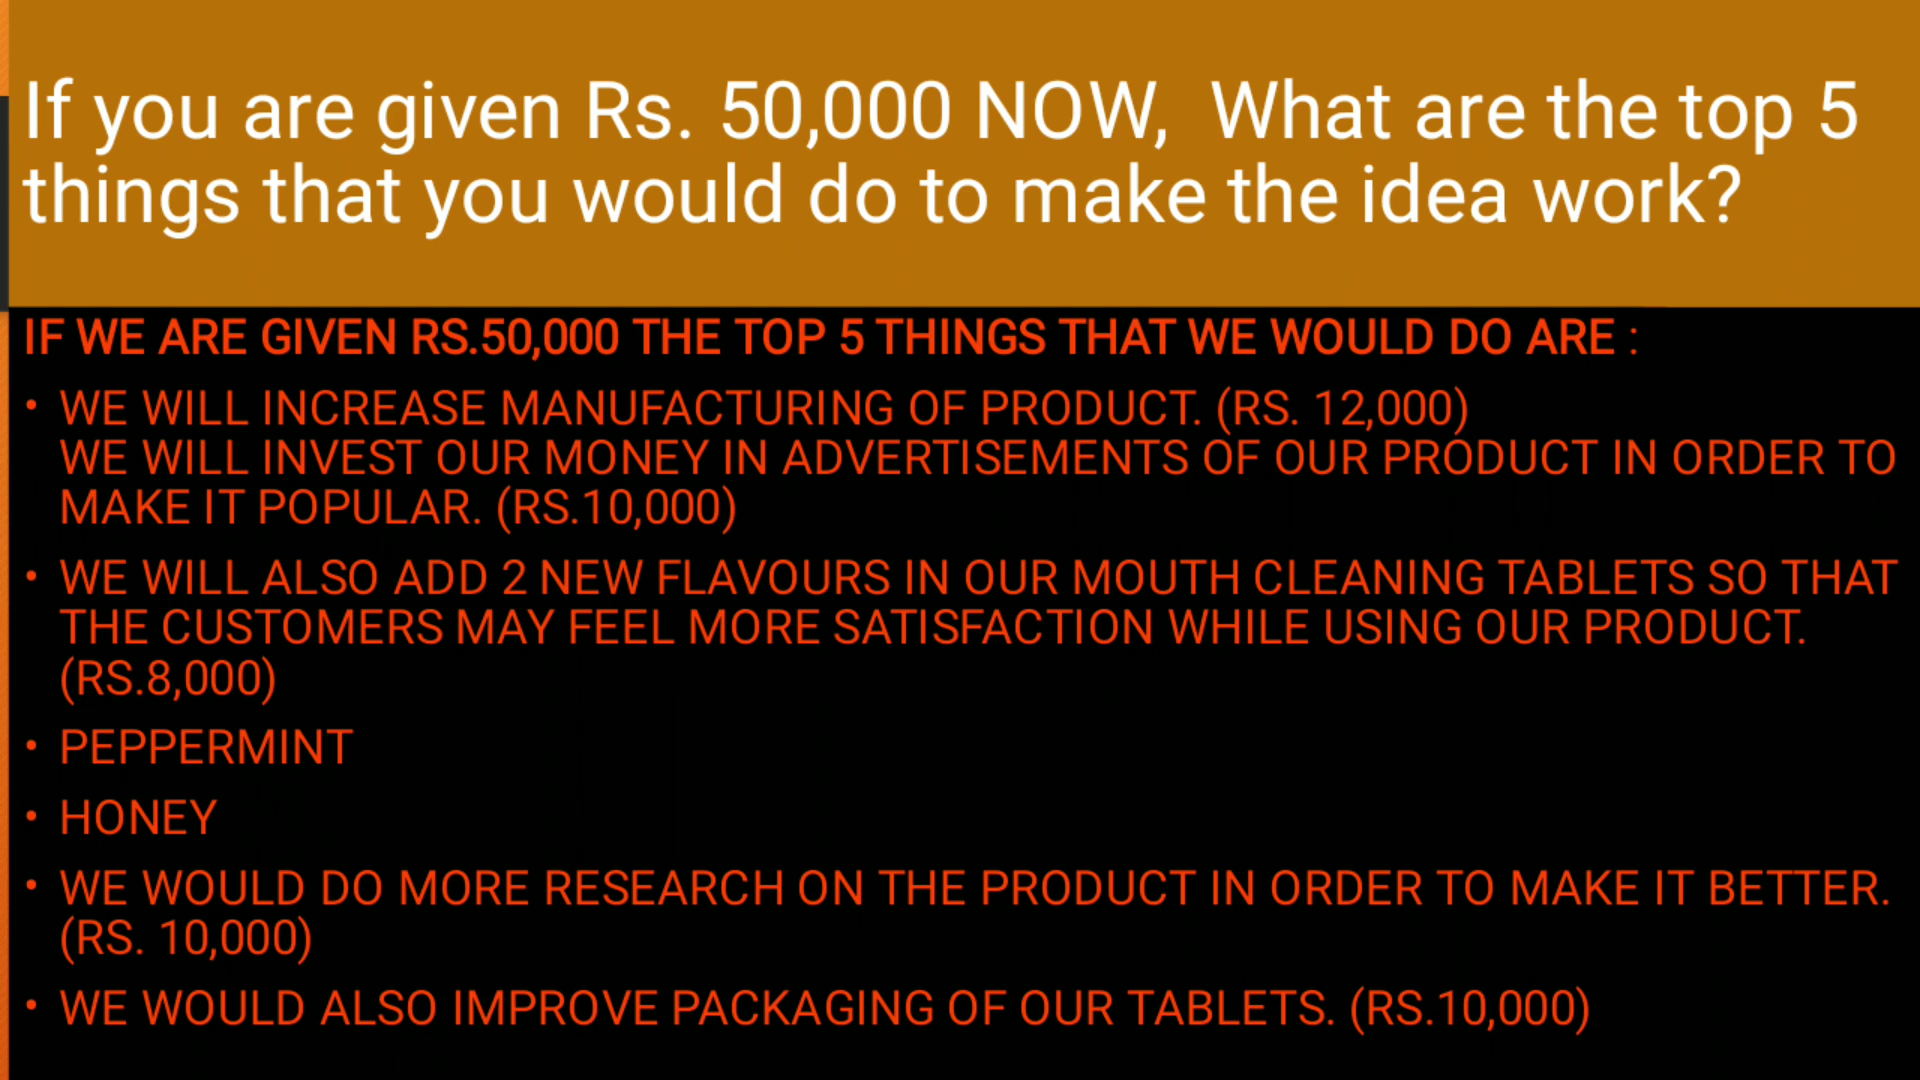 If you are given Rs. 50,000 NOW,  What are the top 5
things that you would do to make the idea work?
IF WE ARE GIVEN RS.50,000 THE TOP 5 THINGS THAT WE WOULD DO ARE :
• WE WILL INCREASE MANUFACTURING OF PRODUCT. (RS. 12,000)
WE WILL INVEST OUR MONEY IN ADVERTISEMENTS OF OUR PRODUCT IN ORDER TO
MAKE IT POPULAR. (RS.10,000)
• WE WILL ALSO ADD 2 NEW FLAVOURS IN OUR MOUTH CLEANING TABLETS SO THAT
THE CUSTOMERS MAY FEEL MORE SATISFACTION WHILE USING OUR PRODUCT.
(RS.8,000)
• PEPPERMINT
• HONEY
• WE WOULD DO MORE RESEARCH ON THE PRODUCT IN ORDER TO MAKE IT BETTER.
(RS. 10,000)
• WE WOULD ALSO IMPROVE PACKAGING OF OUR TABLETS. (RS.10,000)